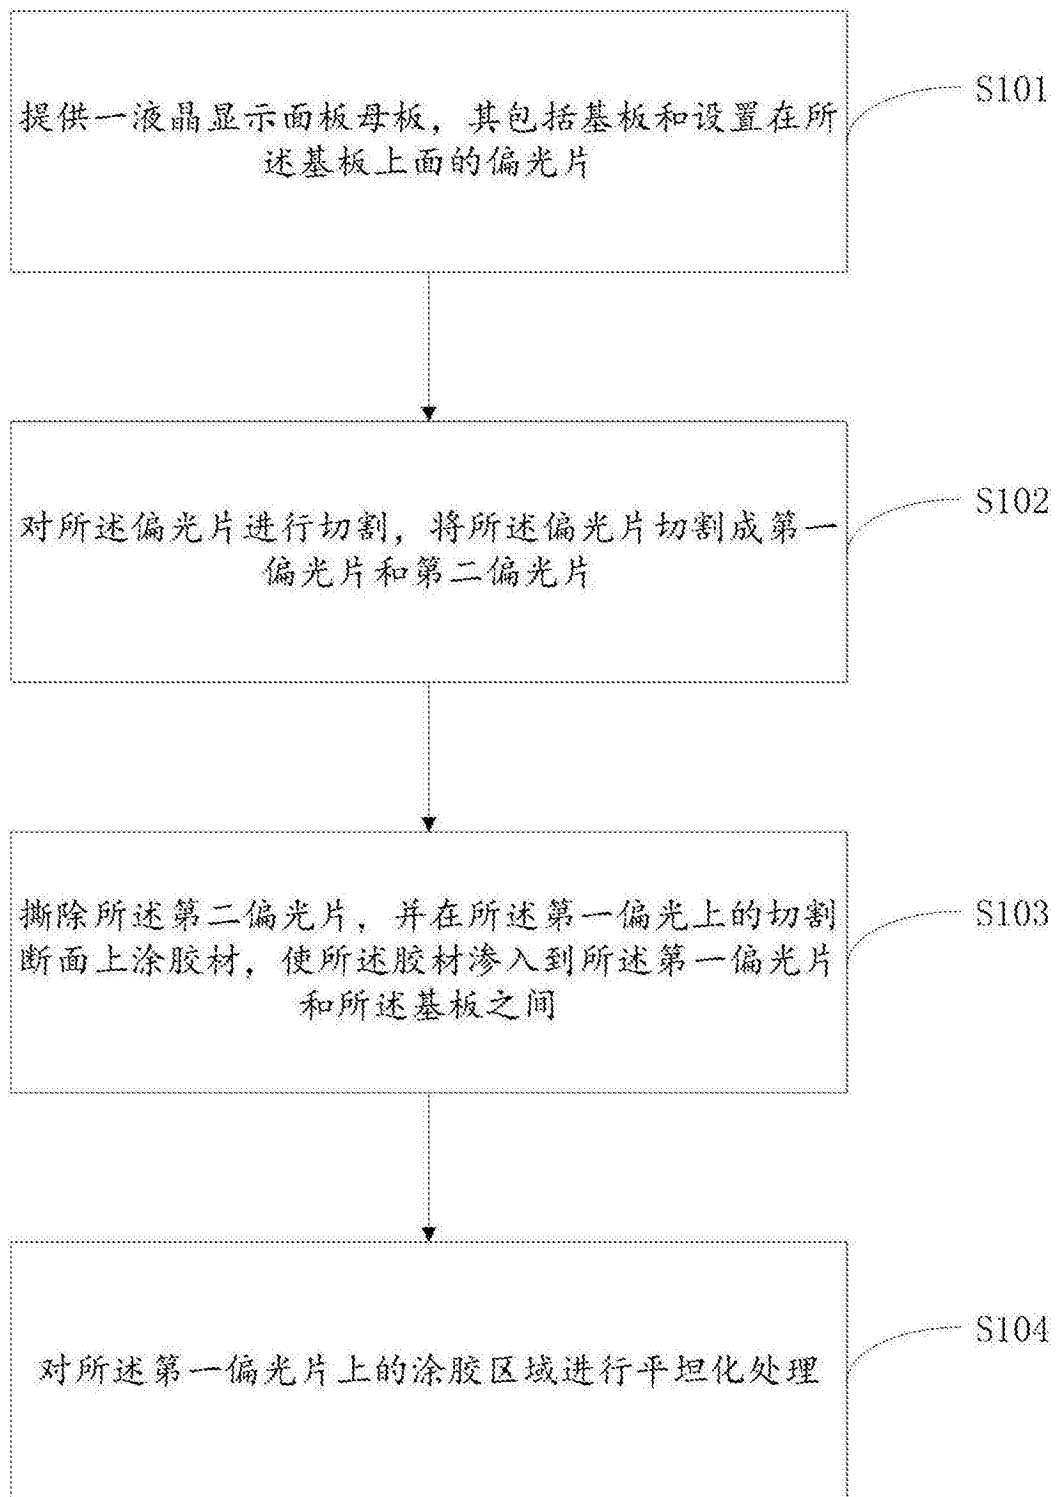 提供一液晶显示面板母板，其包括基板和设置在所
述基板上面的偏光片
S101
对所述偏光片进行切割，将所述偏光片切割成第一
偏光片和第二偏光片
S102
撕除所述第二偏光片，并在所述第一偏光上的切割
断面上涂胶材，使所述胶材渗入到所述第一偏光片
和所述基板之间
S103
对所述第一偏光片上的涂胶区域进行平坦化处理
S104